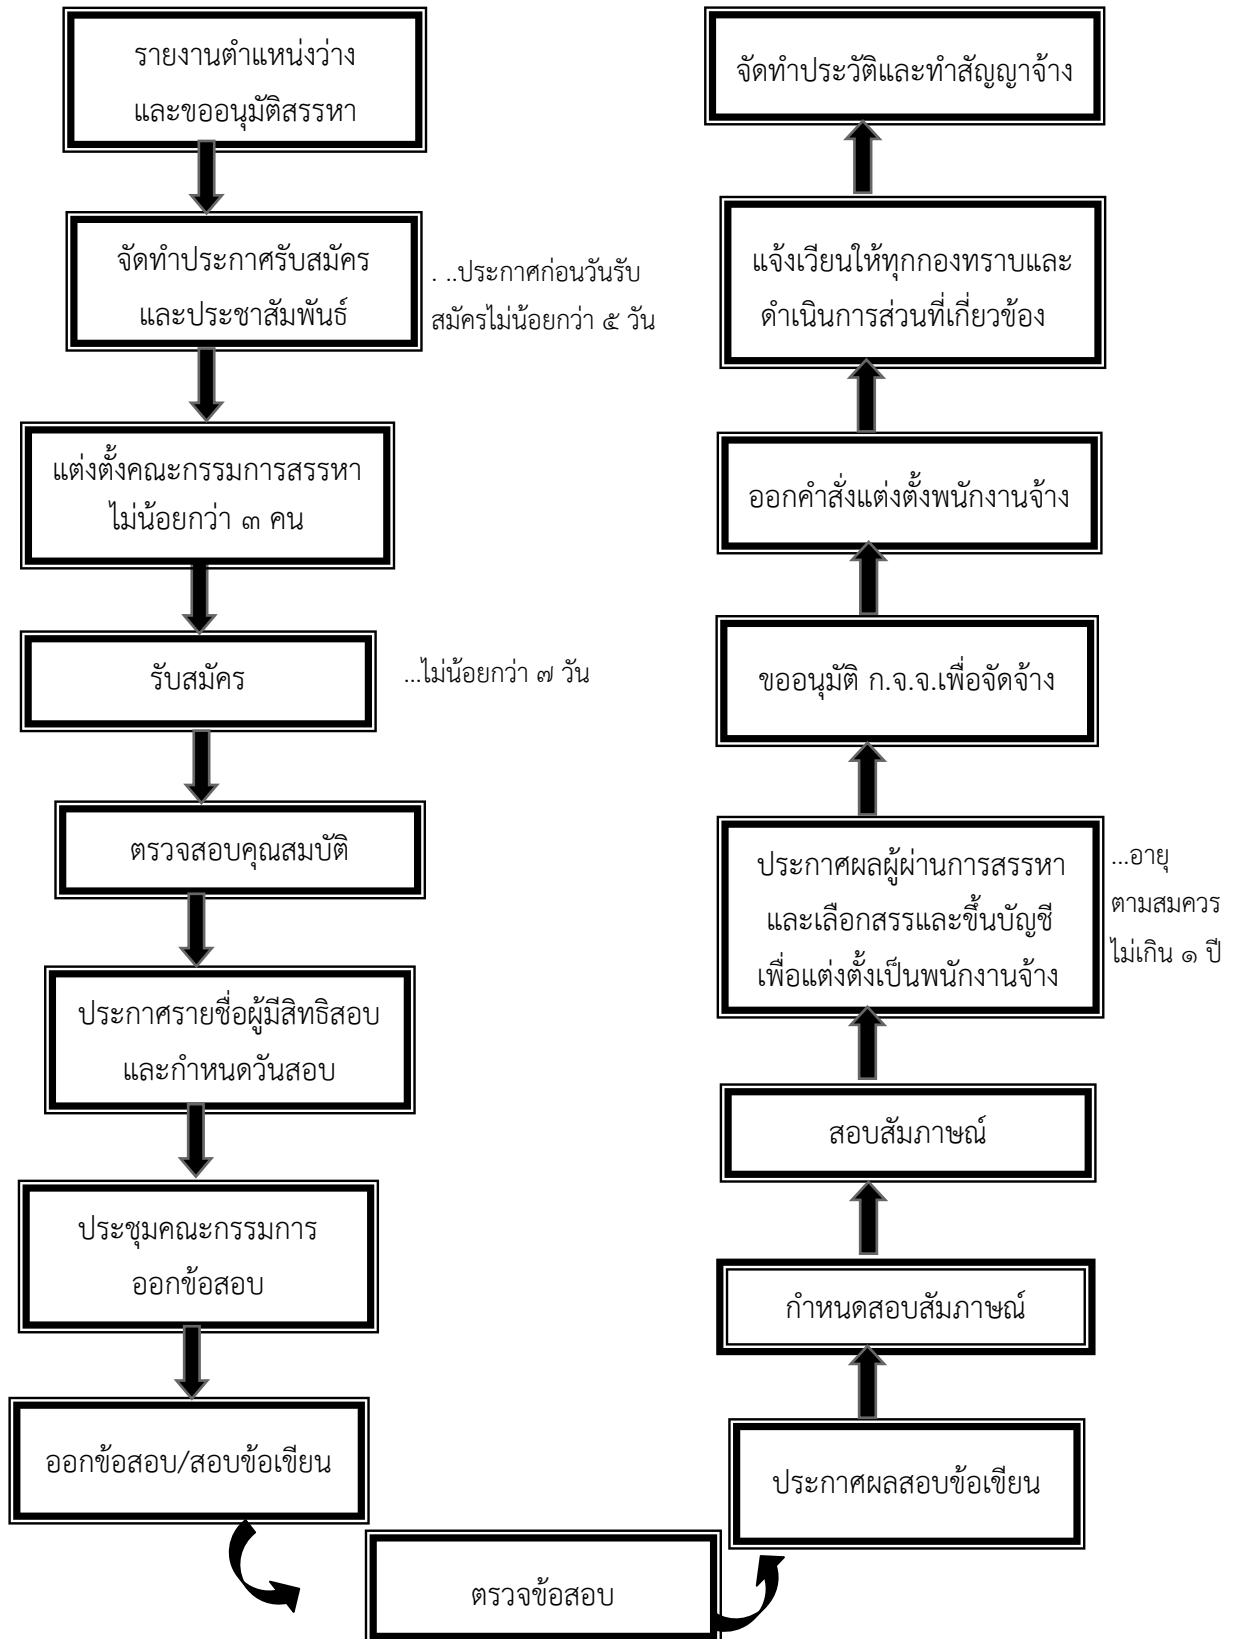 รายงานตำแหน่งว่าง
และขออนุมัติสรรหา
จัดทำประกาศรับสมัคร
และประชาสัมพันธ์
. ..ประกาศก่อนวันรับ
สมัครไม่น้อยกว่า ๕ วัน
แต่งตั้งคณะกรรมการสรรหา
ไม่น้อยกว่า ๓ คน
รับสมัคร
...ไม่น้อยกว่า ๗ วัน
ตรวจสอบคุณสมบัติ
ประกาศรายชื่อผู้มีสิทธิสอบ
และกำหนดวันสอบ
ประชุมคณะกรรมการ
ออกข้อสอบ
ออกข้อสอบ/สอบข้อเขียน
ตรวจข้อสอบ
ประกาศผลสอบข้อเขียน
กำหนดสอบสัมภาษณ์
สอบสัมภาษณ์
ประกาศผลผู้ผ่านการสรรหา
และเลือกสรรและขึ้นบัญชี
เพื่อแต่งตั้งเป็นพนักงานจ้าง
...อายุ
ตามสมควร
ไม่เกิน ๑ ปี
ขออนุมัติ ก.จ.จ.เพื่อจัดจ้าง
ออกคำสั่งแต่งตั้งพนักงานจ้าง
แจ้งเวียนให้ทุกกองทราบและ
ดำเนินการส่วนที่เกี่ยวข้อง
จัดทำประวัติและทำสัญญาจ้าง